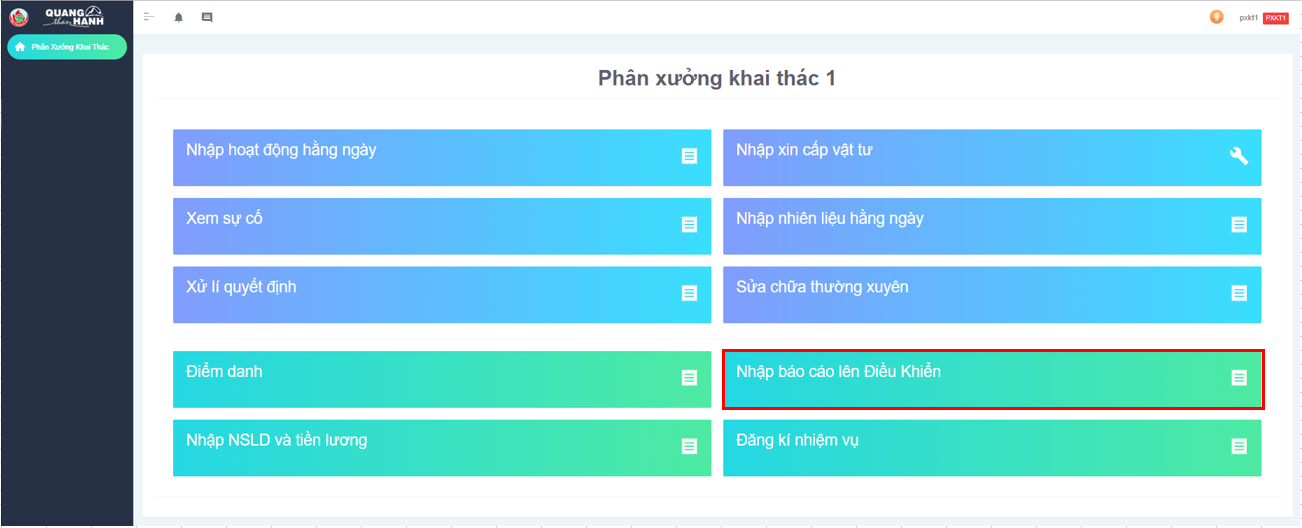 QUANG
HANH
pxkt1 PXKT1
Phân Xưởng Khai Thác
Phân xưởng khai thác 1
Nhập hoạt động hằng ngày
Nhập xin cấp vật tư
Xem sự cố
Nhập nhiên liệu hằng ngày
Xử lí quyết định
Sửa chữa thường xuyên
Điểm danh
Nhập báo cáo lên Điều Khiển
Nhập NSLD và tiền lương
Đăng kí nhiệm vụ